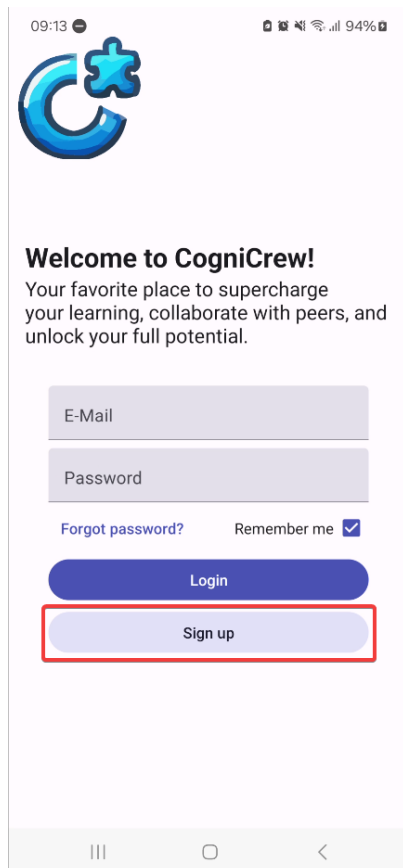 09:13 94%
Welcome to CogniCrew!
Your favorite place to supercharge
your learning, collaborate with peers, and
unlock your full potential.
E-Mail
Password
Forgot password? Remember me
Login
Sign up